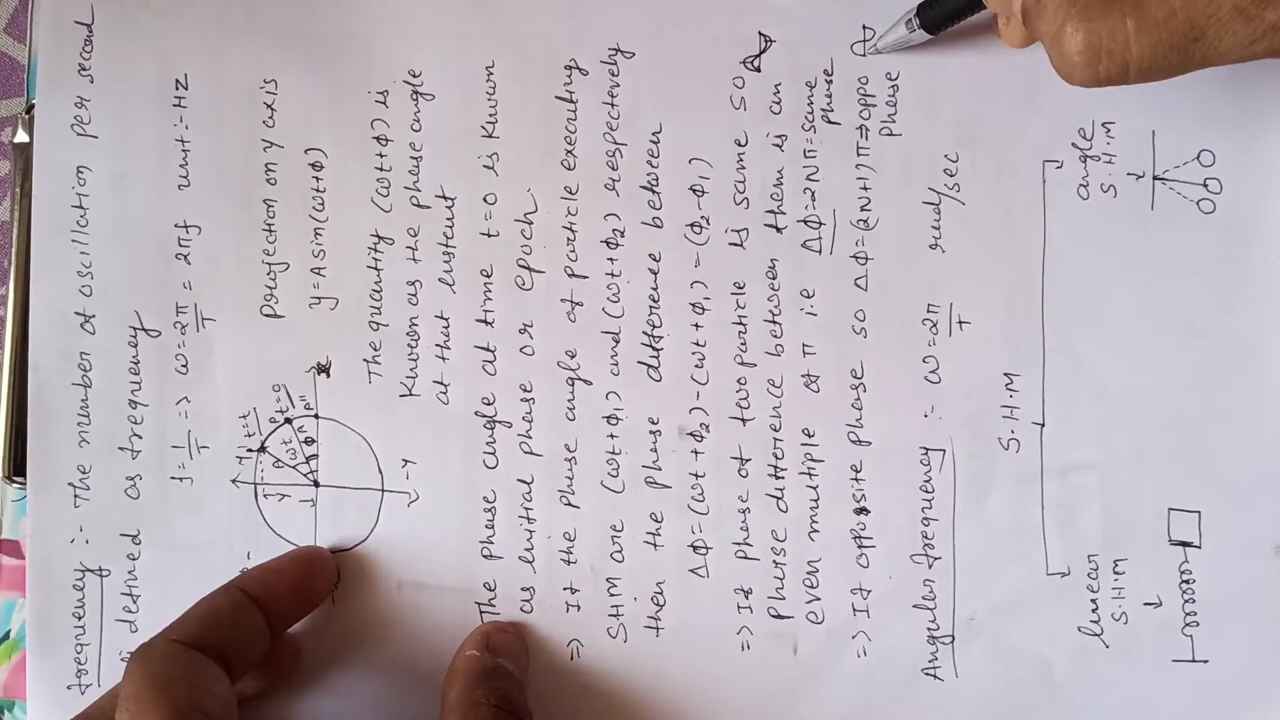 frequency :- The number of oscillation per second
is defined as frequency
f=1/T => ω=2π/T = 2πf unit:-HZ
projection on y axis
y=Asin(ωt+ϕ)
t=t
t=0
ωt
ϕ
-Y
The quantity (ωt+ϕ) is
Known as the phase angle
at that instant
The phase angle at time t=0 is Known
as initial phase or epoch.
=> If the phase angle of particle executing
SHM are (ωt+ϕ1) and (ωt+ϕ2) respectively
then the phase difference between
Δϕ=(ωt+ϕ2)-(ωt+ϕ1)=(ϕ2-ϕ1)
=> If phase of two particle is same so
phase difference between them is an
even multiple of π i.e Δϕ=2Nπ=same
phase
=> If opposite phase so Δϕ=(2N+1)π=>oppo
phase
Angular frequency :- ω=2π/T rad/sec
S.H.M
linear
S.H.M
angle
S.H.M